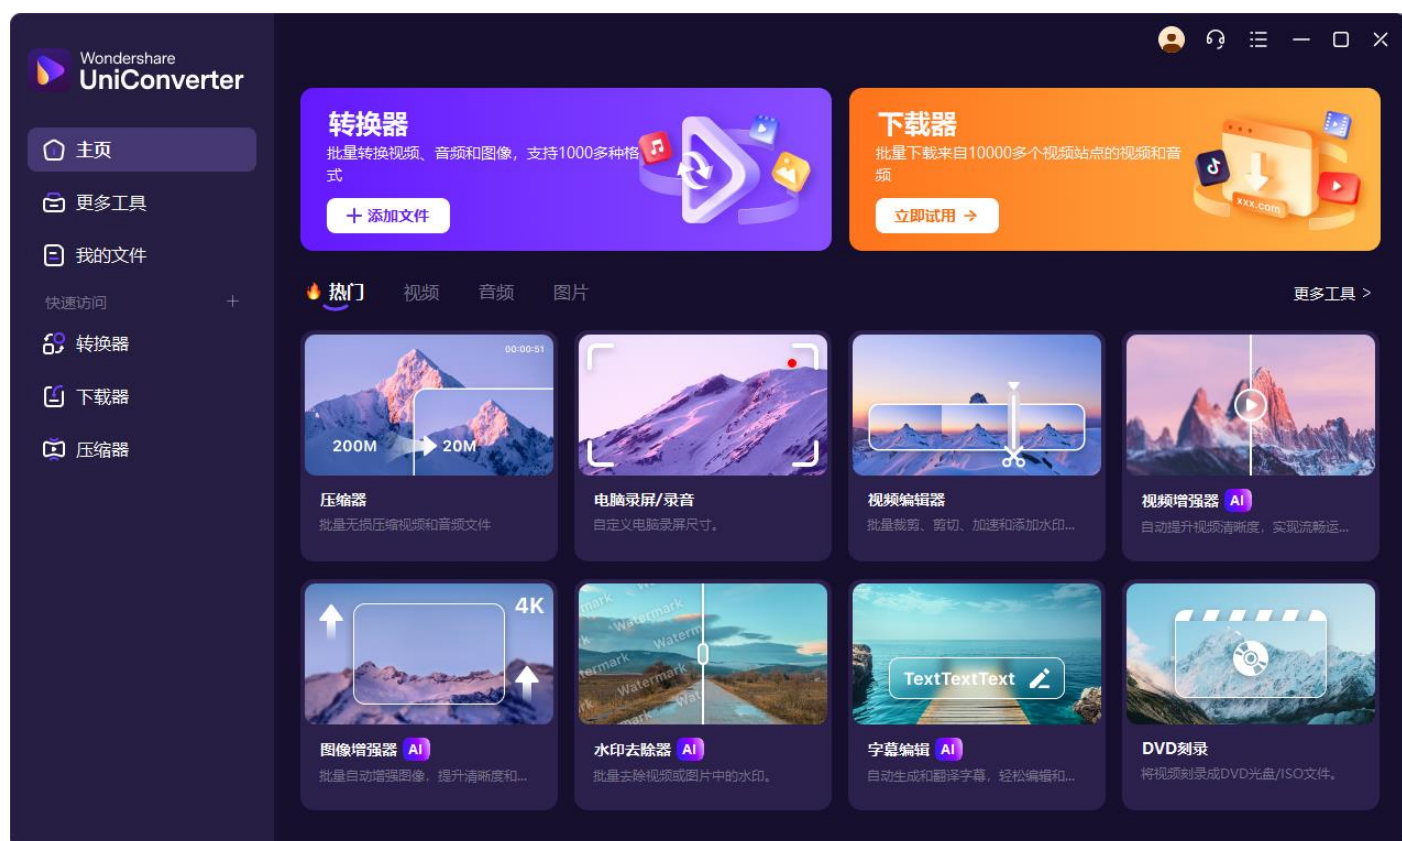 Wondershare
UniConverter
主页
更多工具
我的文件
快速访问
转换器
下载器
压缩器
转换器
批量转换视频、音频和图像，支持1000多种格
式
添加文件
下载器
批量下载来自10000多个视频站点的视频和音
频
立即试用
xxx.com
热门 视频 音频 图片
更多工具 >
00:00:51
200M 20M
压缩器
批量无损压缩视频和音频文件
电脑录屏/录音
自定义电脑录屏尺寸。
视频编辑器
批量裁剪、剪切、加速和添加水印...
视频增强器 AI
自动提升视频清晰度，实现流畅运...
4K
图像增强器 AI
批量自动增强图像，提升清晰度和...
Watermark
Watermark
Watermark
水印去除器 AI
批量去除视频或图片中的水印。
TextTextText
字幕编辑 AI
自动生成和翻译字幕，轻松编辑和...
DVD刻录
将视频刻录成DVD光盘/ISO文件。